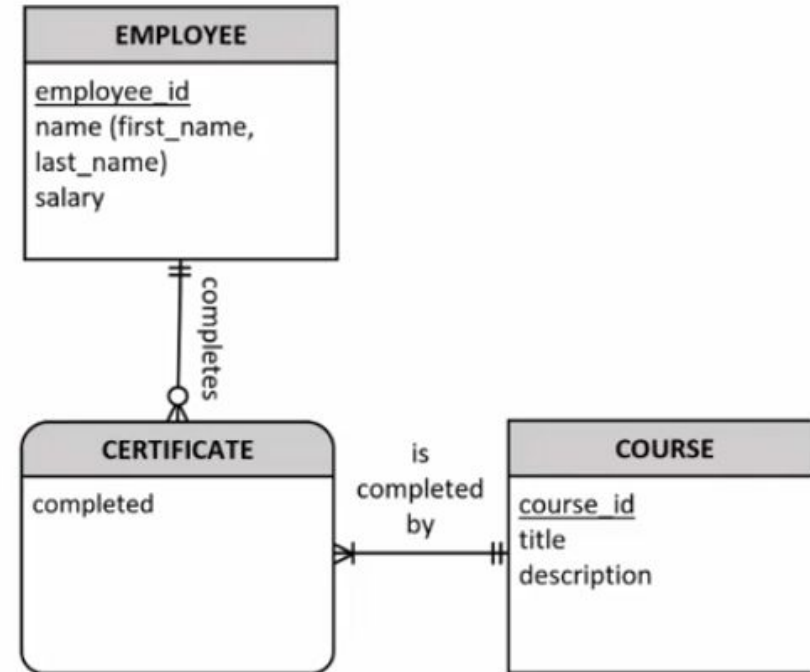 EMPLOYEE
employee_id
name (first_name,
last_name)
salary
completes
CERTIFICATE
completed
is
completed
by
COURSE
course_id
title
description